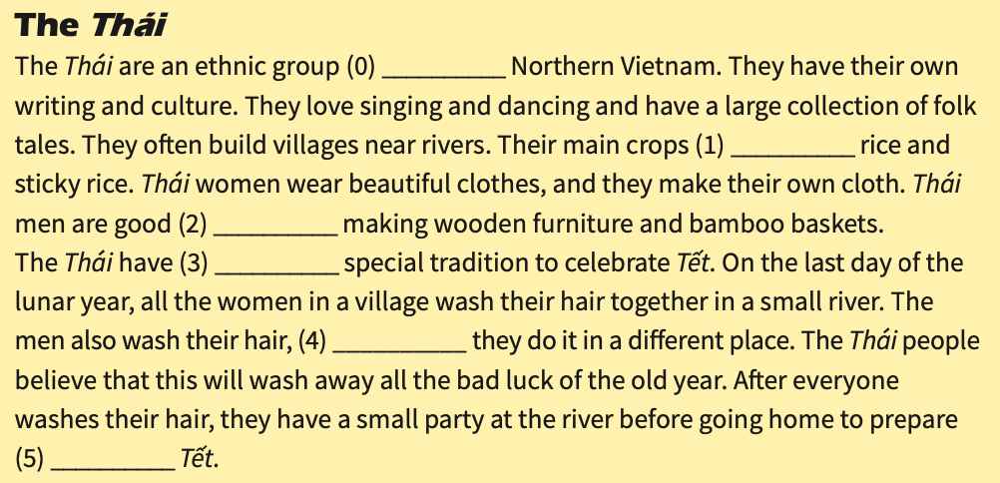 The Thái
The Thái are an ethnic group (0) __________ Northern Vietnam. They have their own
writing and culture. They love singing and dancing and have a large collection of folk
tales. They often build villages near rivers. Their main crops (1) __________ rice and
sticky rice. Thái women wear beautiful clothes, and they make their own cloth. Thái
men are good (2) __________ making wooden furniture and bamboo baskets.
The Thái have (3) __________ special tradition to celebrate Tết. On the last day of the
lunar year, all the women in a village wash their hair together in a small river. The
men also wash their hair, (4) ___________ they do it in a different place. The Thái people
believe that this will wash away all the bad luck of the old year. After everyone
washes their hair, they have a small party at the river before going home to prepare
(5) __________ Tết.